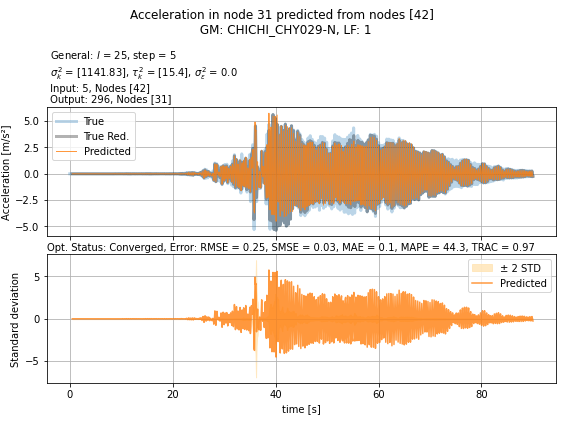 Acceleration in node 31 predicted from nodes [42]
GM: CHICHI_CHY029-N, LF: 1
General: l = 25, step = 5
σ²ₖ = [1141.83], τ²ₖ = [15.4], σ²ε = 0.0
Input: 5, Nodes [42]
Output: 296, Nodes [31]
Acceleration [m/s²]
5.0
2.5
0.0
−2.5
−5.0
True
True Red.
Predicted
Opt. Status: Converged, Error: RMSE = 0.25, SMSE = 0.03, MAE = 0.1, MAPE = 44.3, TRAC = 0.97
Standard deviation
5
0
−5
± 2 STD
Predicted
0 20 40 60 80
time [s]